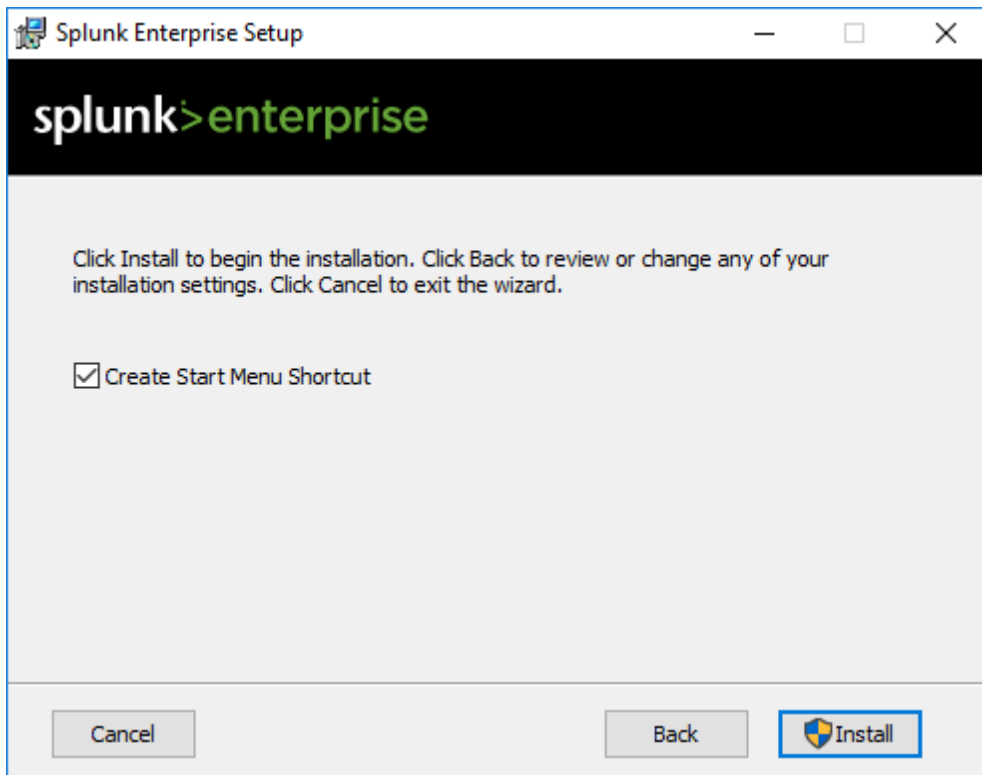 Splunk Enterprise Setup
splunk>enterprise
Click Install to begin the installation. Click Back to review or change any of your
installation settings. Click Cancel to exit the wizard.
Create Start Menu Shortcut
Cancel
Back
Install